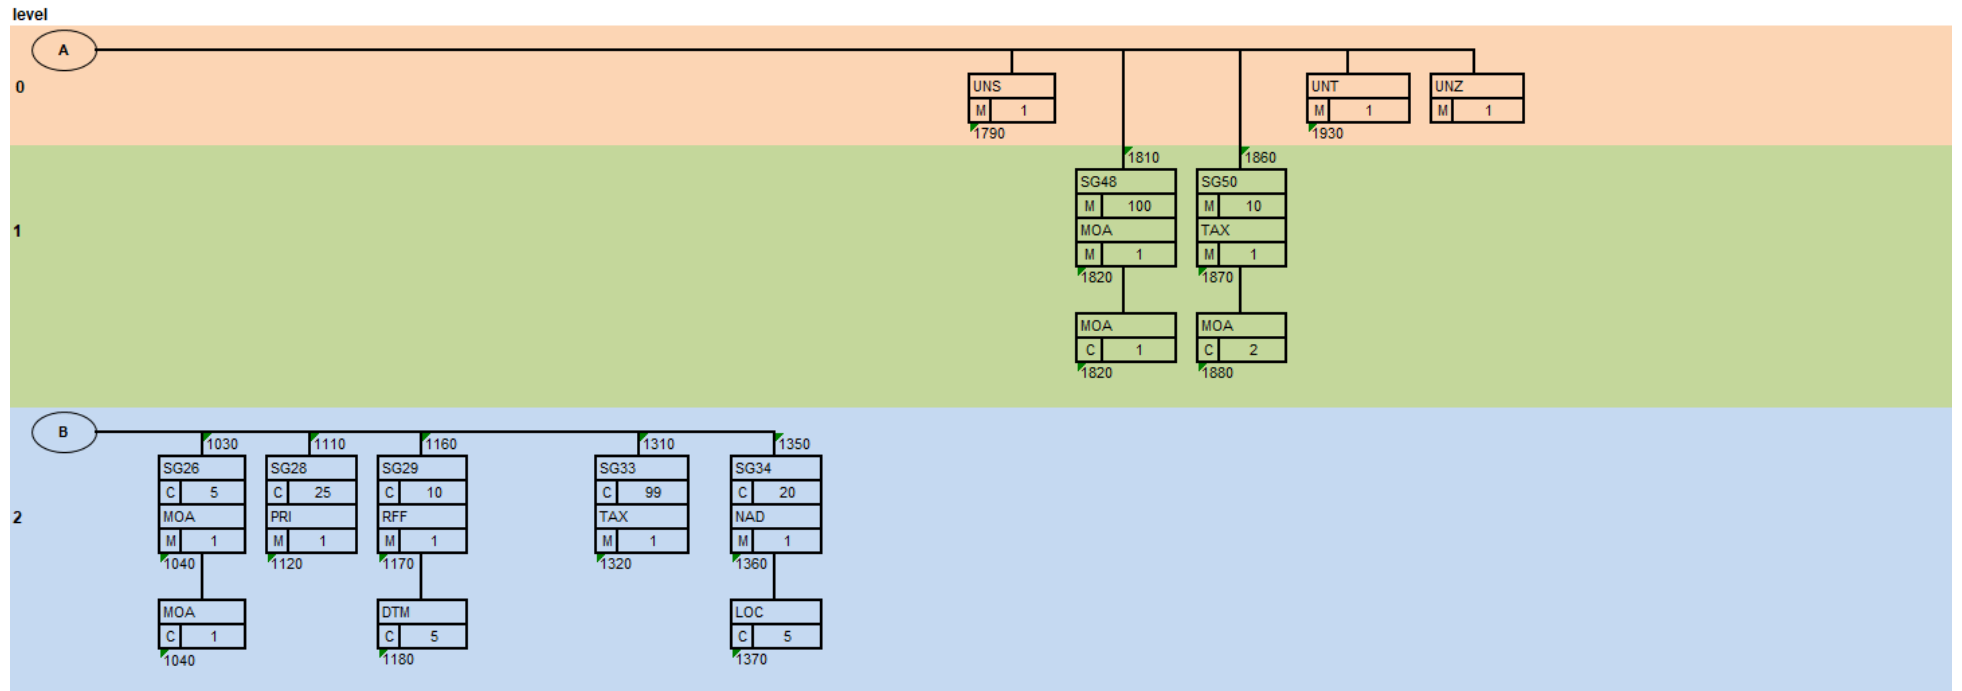 level
A
0
UNS
M 1
1790
UNT
M 1
1930
UNZ
M 1
1
1810
SG48
M 100
MOA
M 1
1820
MOA
C 1
1820
1860
SG50
M 10
TAX
M 1
1870
MOA
C 2
1880
B
2
1030
SG26
C 5
MOA
M 1
1040
MOA
C 1
1040
1110
SG28
C 25
PRI
M 1
1120
1160
SG29
C 10
RFF
M 1
1170
DTM
C 5
1180
1310
SG33
C 99
TAX
M 1
1320
1350
SG34
C 20
NAD
M 1
1360
LOC
C 5
1370